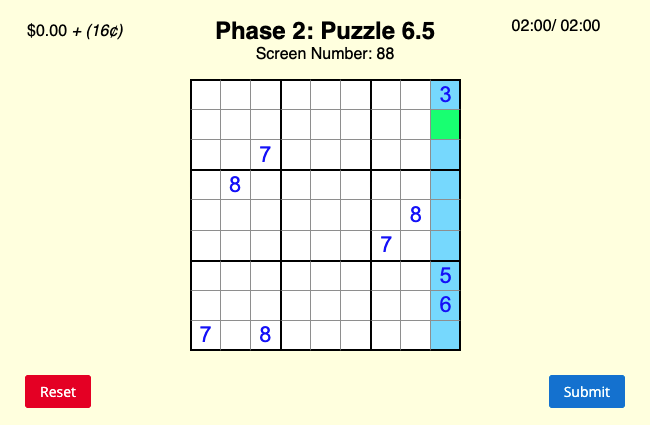 $0.00 + (16¢)
Phase 2: Puzzle 6.5
02:00/ 02:00
Screen Number: 88
3
7
8
8
7
5
6
7 8
Reset
Submit